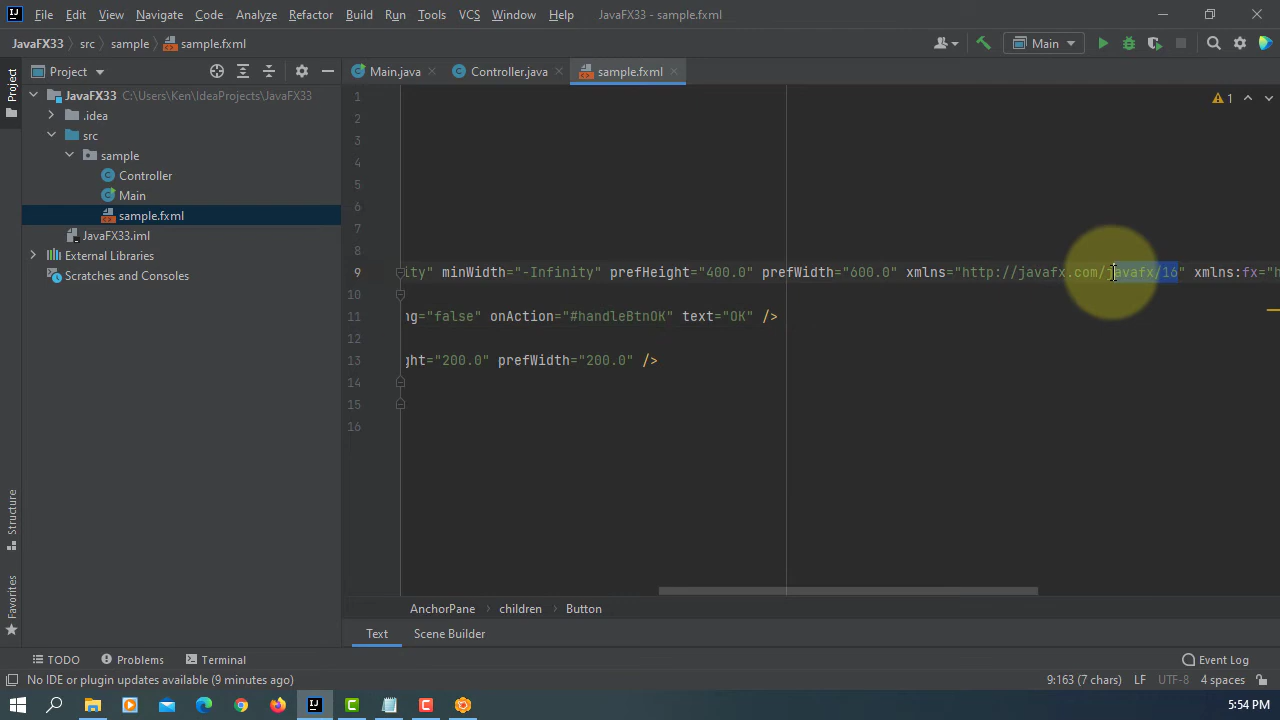 File Edit View Navigate Code Analyze Refactor Build Run Tools VCS Window Help JavaFX33 - sample.fxml
JavaFX33 src sample sample.fxml Main
Project Main.java Controller.java sample.fxml
Project
JavaFX33 C:\Users\Ken\IdeaProjects\JavaFX33
.idea
src
sample
Controller
Main
sample.fxml
JavaFX33.iml
External Libraries
Scratches and Consoles
1
1
2
3
4
5
6
7
8
9 ity" minWidth="-Infinity" prefHeight="400.0" prefWidth="600.0" xmlns="http://javafx.com/javafx/16" xmlns:fx="h
10
11 ng="false" onAction="#handleBtnOK" text="OK" />
12
13 ght="200.0" prefWidth="200.0" />
14
15
16
Structure
Favorites
AnchorPane children Button
Text Scene Builder
TODO Problems Terminal Event Log
No IDE or plugin updates available (9 minutes ago) 9:163 (7 chars) LF UTF-8 4 spaces
5:54 PM